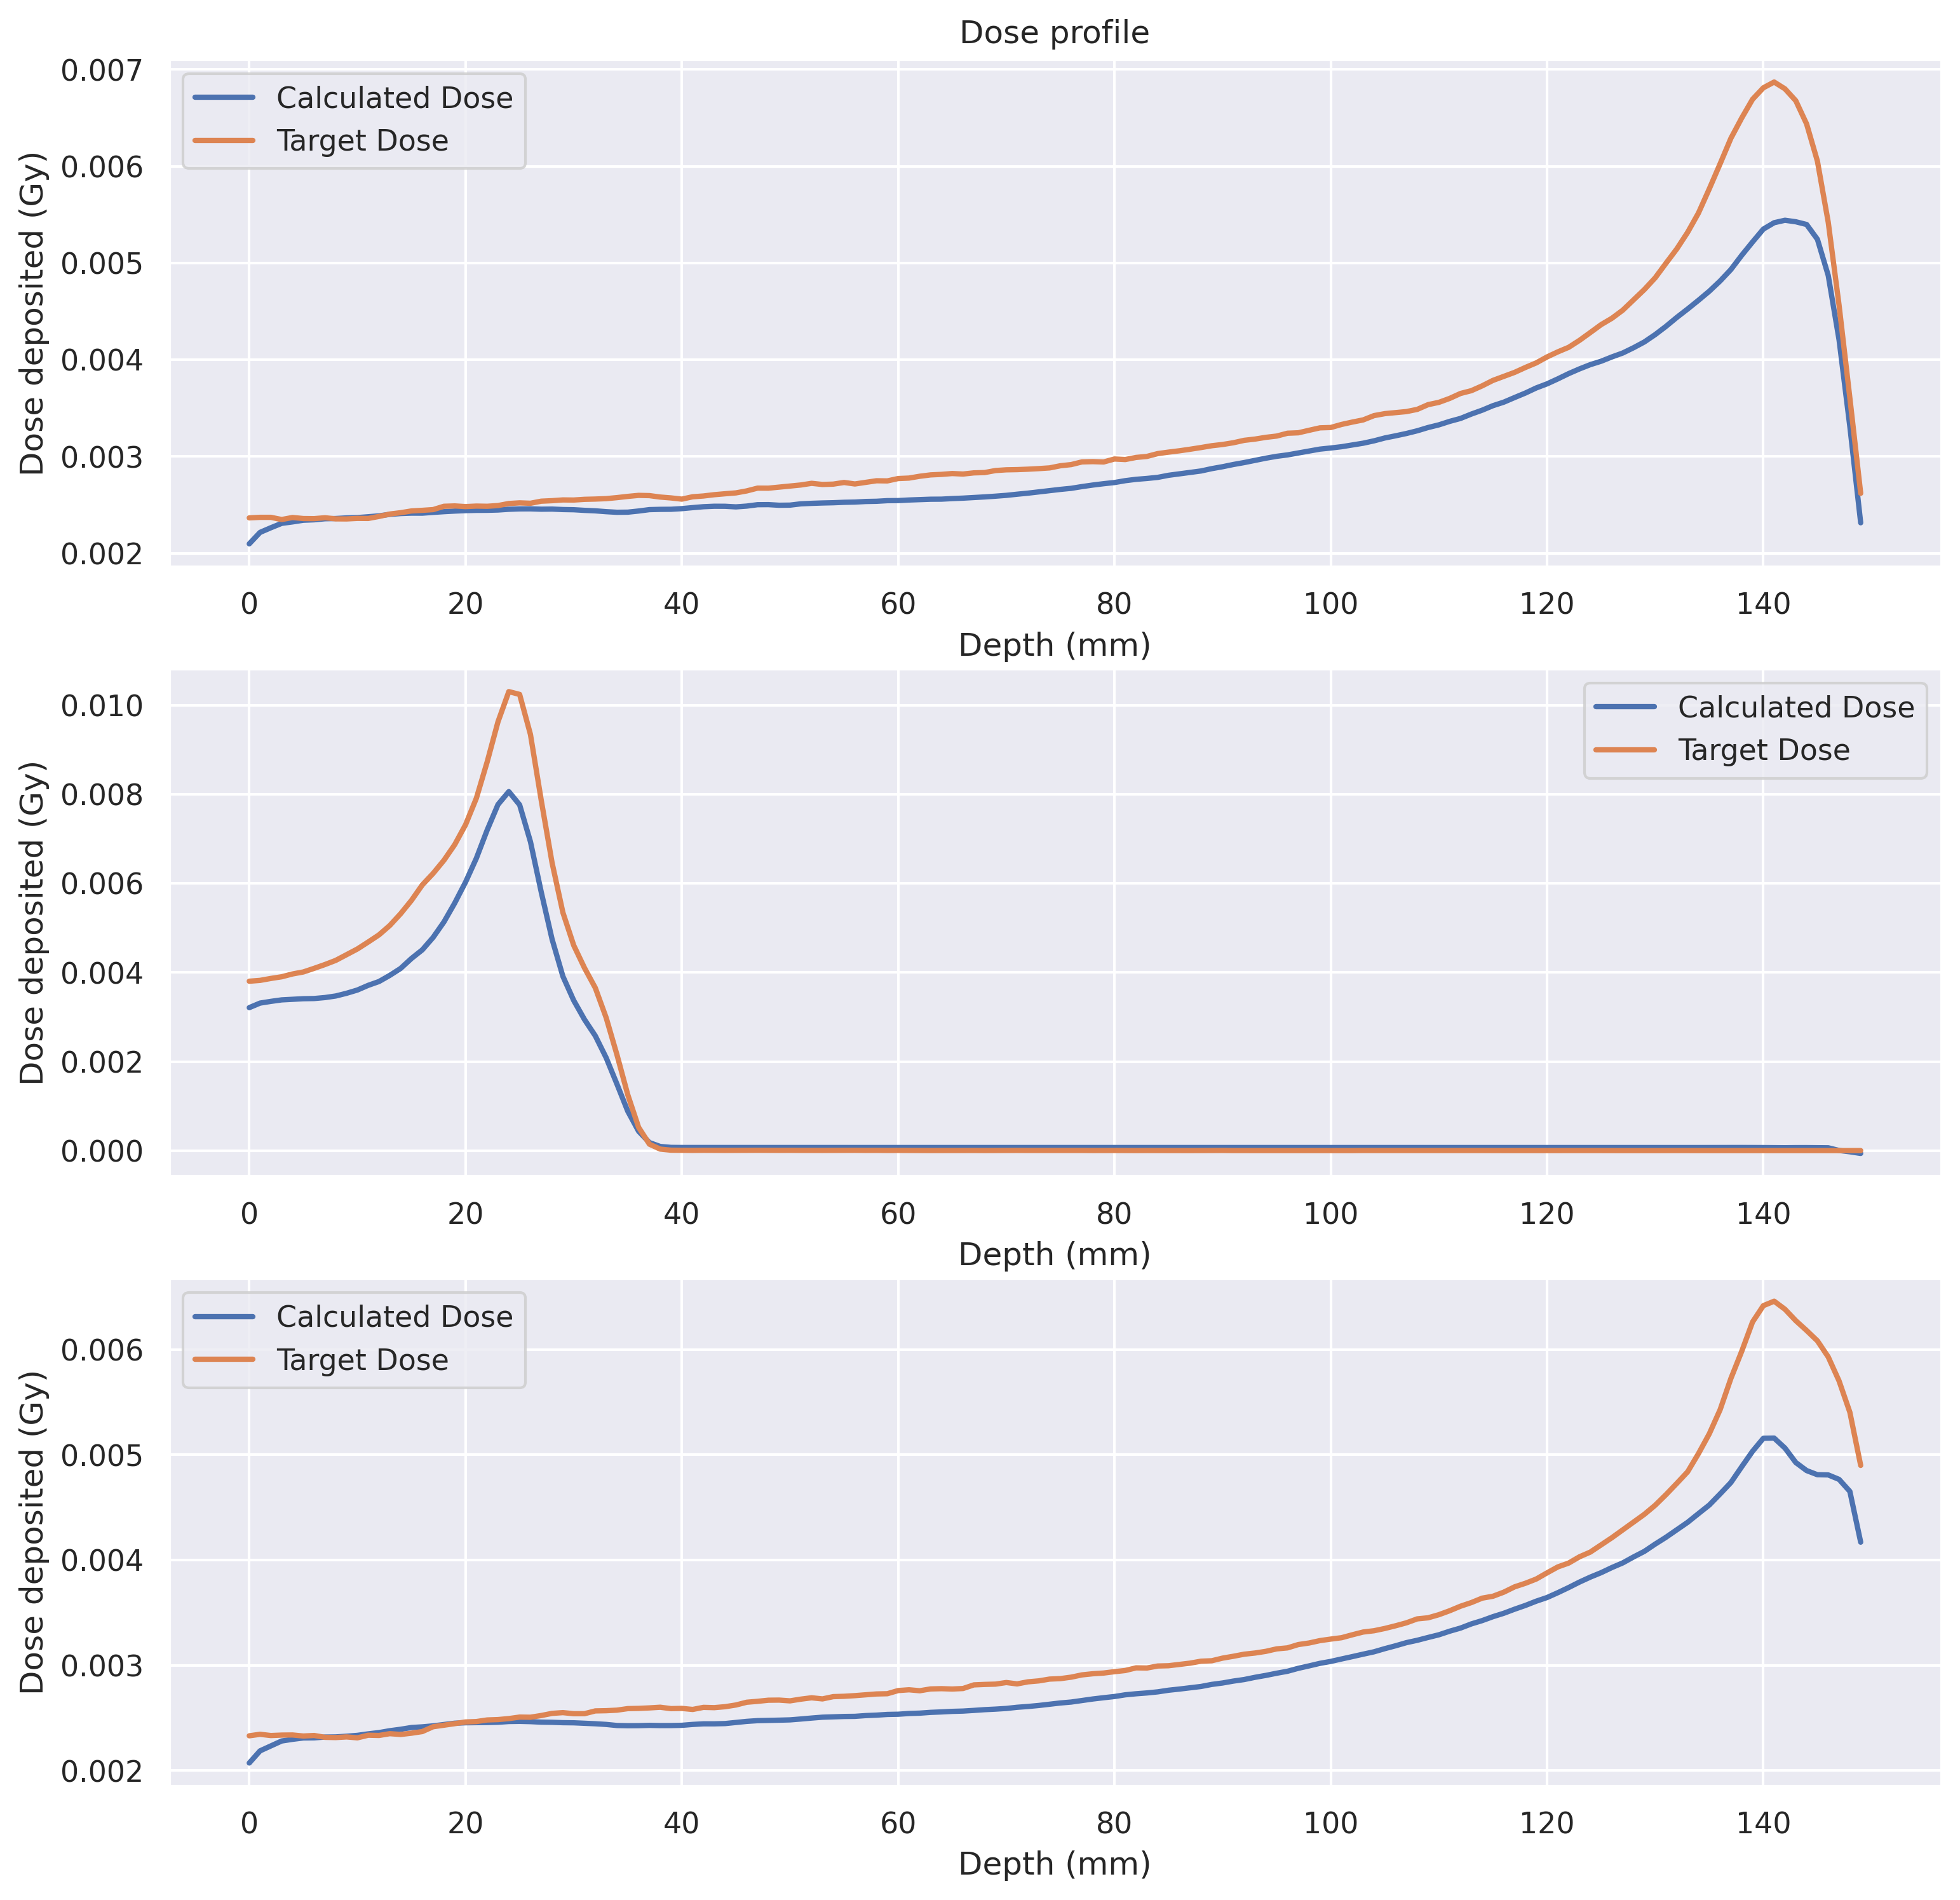 Dose profile
0.007
0.006
0.005
0.004
0.003
0.002
Dose deposited (Gy)
Calculated Dose
Target Dose
0 20 40 60 80 100 120 140
Depth (mm)
0.010
0.008
0.006
0.004
0.002
0.000
Dose deposited (Gy)
Calculated Dose
Target Dose
0 20 40 60 80 100 120 140
Depth (mm)
0.006
0.005
0.004
0.003
0.002
Dose deposited (Gy)
Calculated Dose
Target Dose
0 20 40 60 80 100 120 140
Depth (mm)